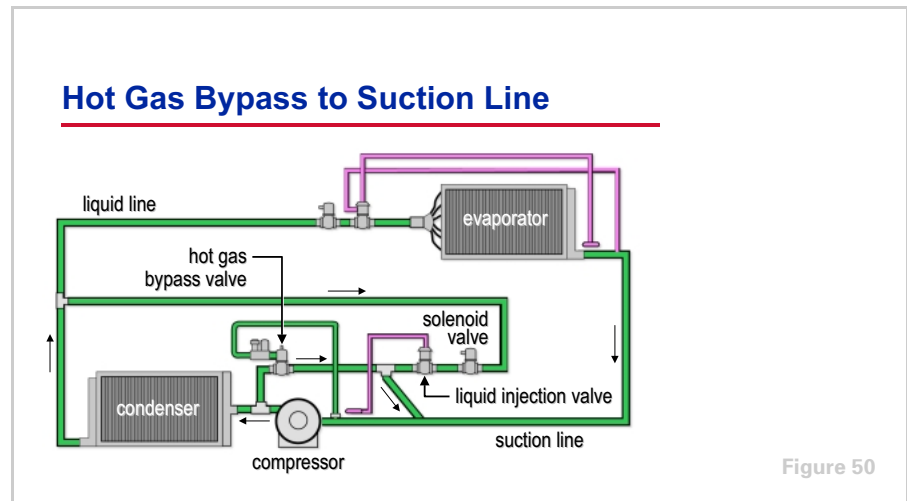 Hot Gas Bypass to Suction Line
liquid line
evaporator
hot gas
bypass valve
solenoid
valve
liquid injection valve
condenser
suction line
compressor
Figure 50